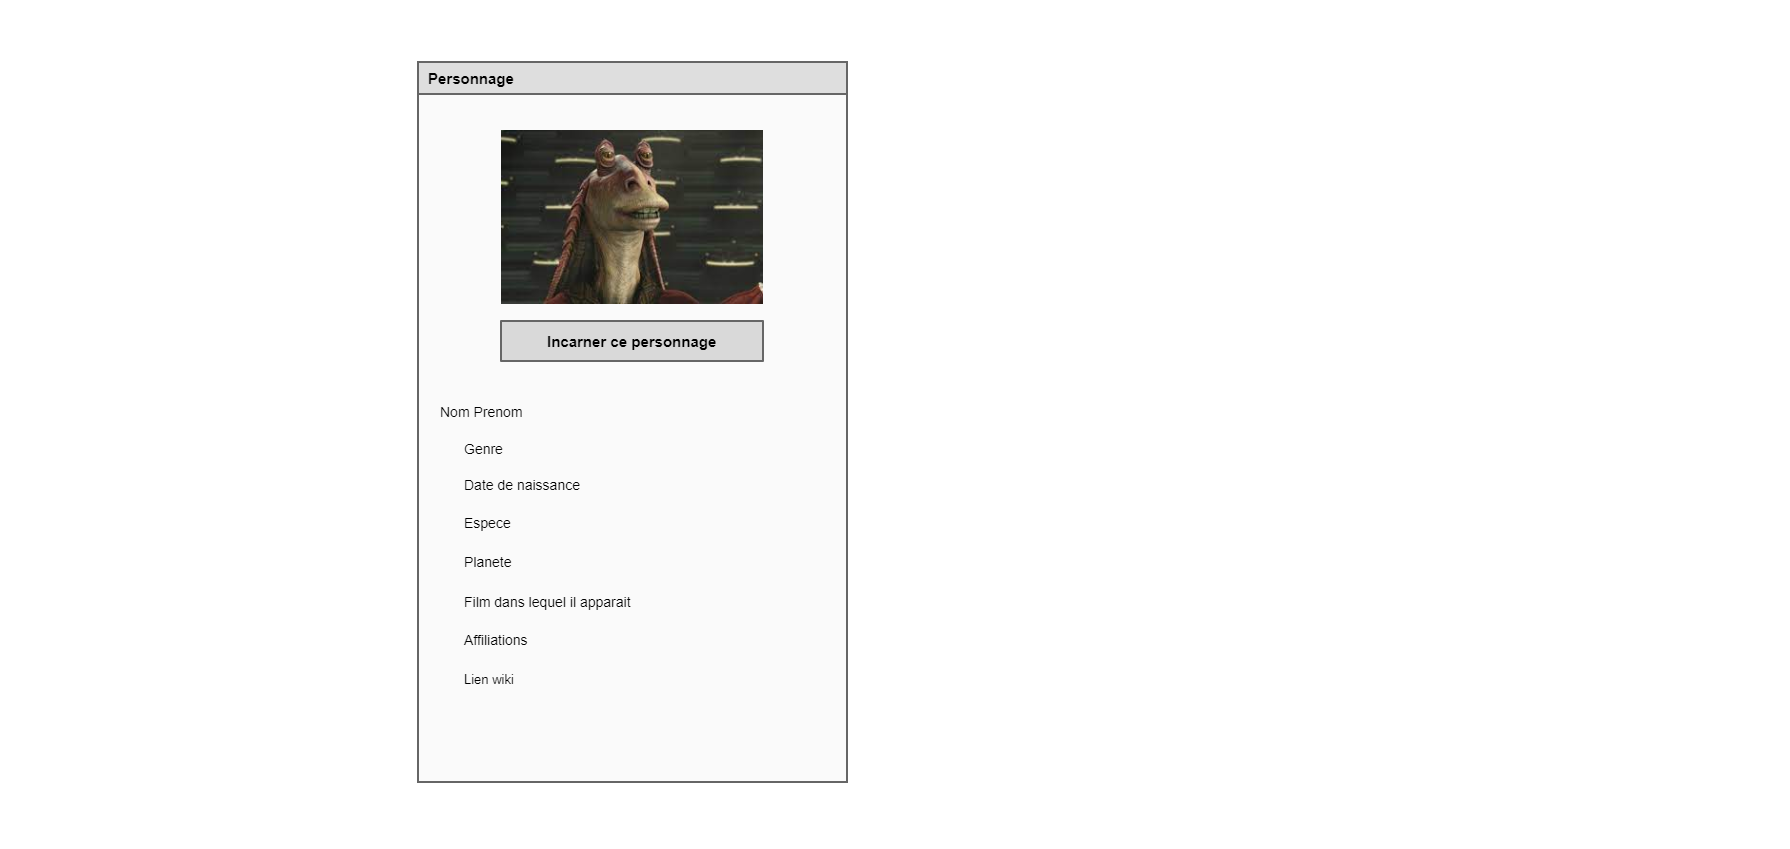 Personnage
Incarner ce personnage
Nom Prenom
Genre
Date de naissance
Espece
Planete
Film dans lequel il apparait
Affiliations
Lien wiki